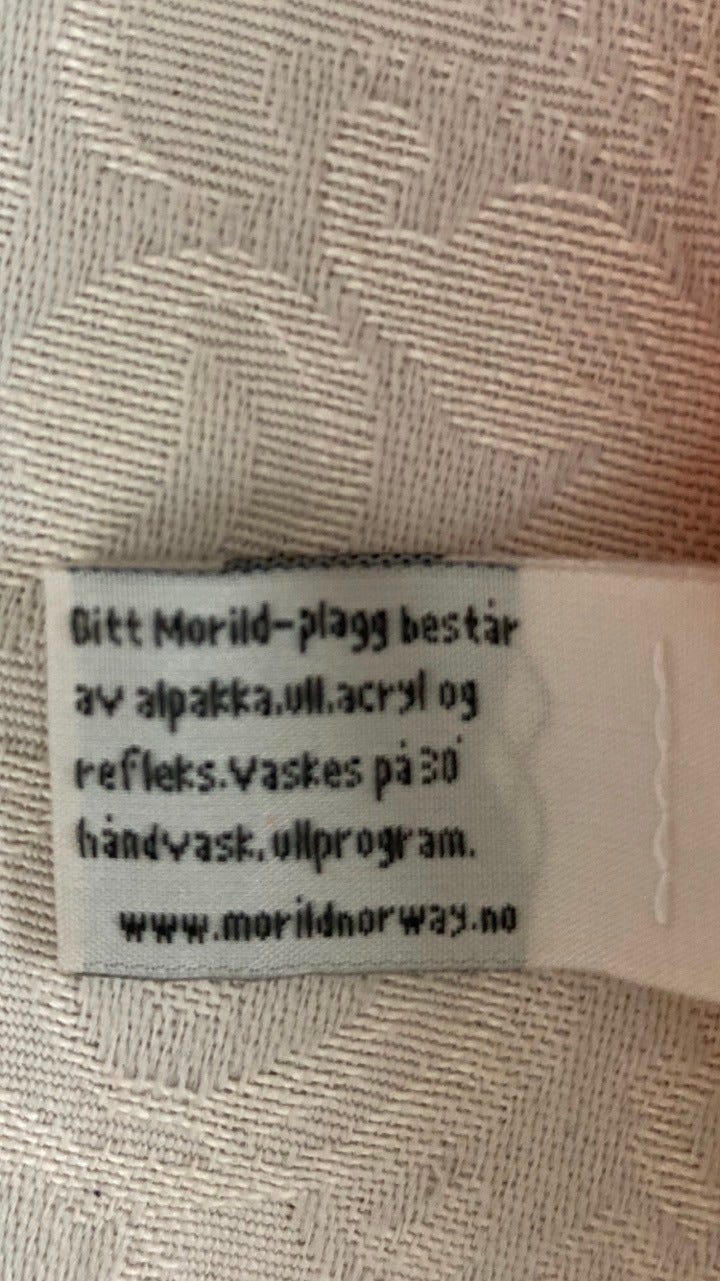 Ditt Morild-plagg består
av alpakka,ull,acryl og
refleks.Vaskes på 30°
håndvask,ullprogram.
www.morildnorway.no